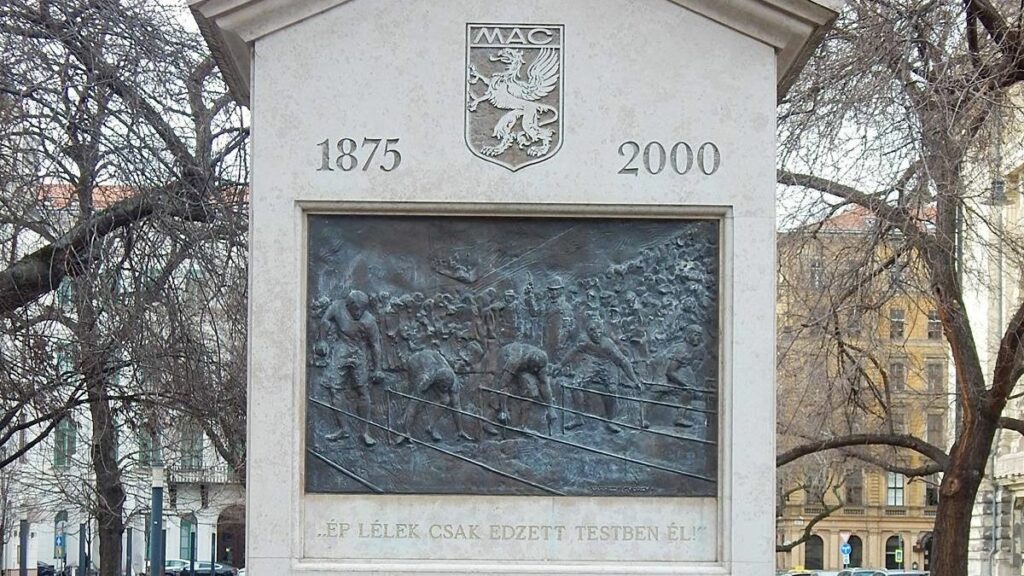 MAC
1875 2000
„ÉP LÉLEK CSAK EDZETT TESTBEN ÉL!”